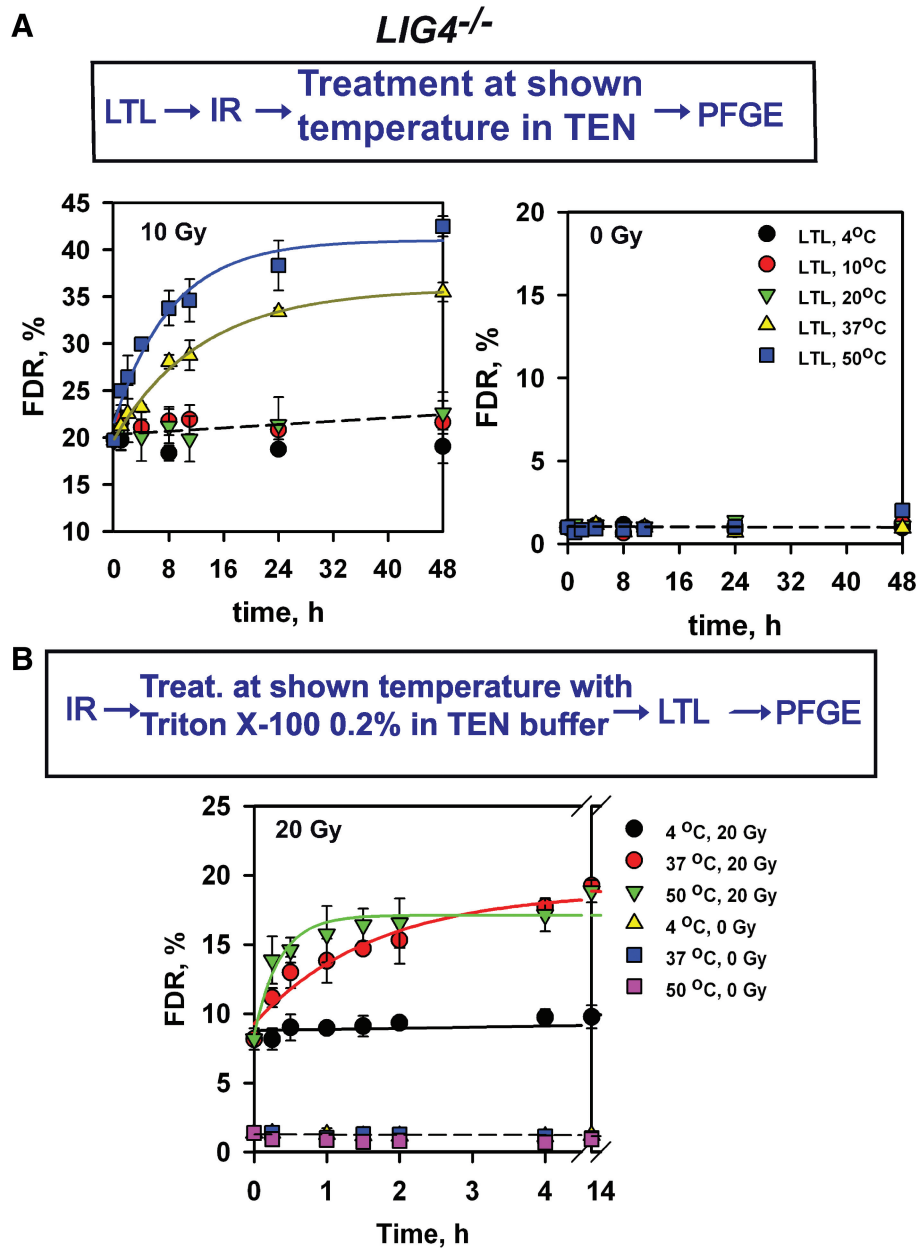 A
LIG4-/-
LTL → IR → Treatment at shown temperature in TEN → PFGE
10 Gy
FDR, %
45
40
35
30
25
20
15
10
0 8 16 24 32 40 48
time, h
0 Gy
LTL, 4°C
LTL, 10°C
LTL, 20°C
LTL, 37°C
LTL, 50°C
FDR, %
20
15
10
5
0
0 8 16 24 32 40 48
time, h
B
IR → Treat. at shown temperature with
Triton X-100 0.2% in TEN buffer → LTL → PFGE
20 Gy
FDR, %
25
20
15
10
5
0
0 1 2 3 4 14
Time, h
4 °C, 20 Gy
37 °C, 20 Gy
50 °C, 20 Gy
4 °C, 0 Gy
37 °C, 0 Gy
50 °C, 0 Gy